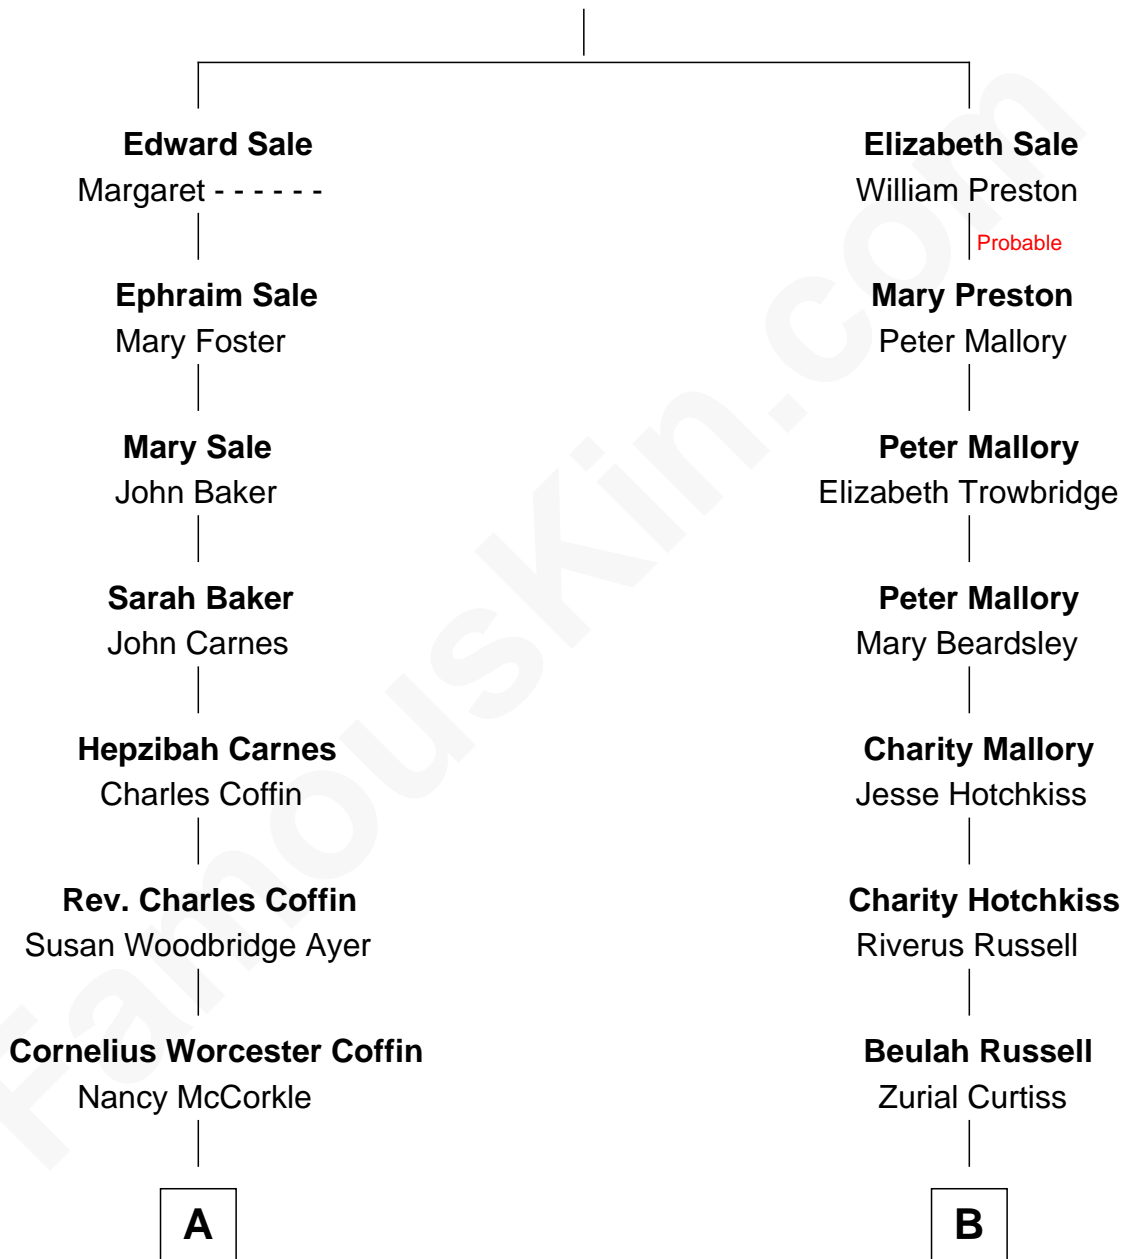 Edward Sale
Margaret - - - - - -
Ephraim Sale
Mary Foster
Mary Sale
John Baker
Sarah Baker
John Carnes
Hepzibah Carnes
Charles Coffin
Rev. Charles Coffin
Susan Woodbridge Ayer
Cornelius Worcester Coffin
Nancy McCorkle
A
Elizabeth Sale
William Preston
Probable
Mary Preston
Peter Mallory
Peter Mallory
Elizabeth Trowbridge
Peter Mallory
Mary Beardsley
Charity Mallory
Jesse Hotchkiss
Charity Hotchkiss
Riverus Russell
Beulah Russell
Zurial Curtiss
B
FamousKin.com